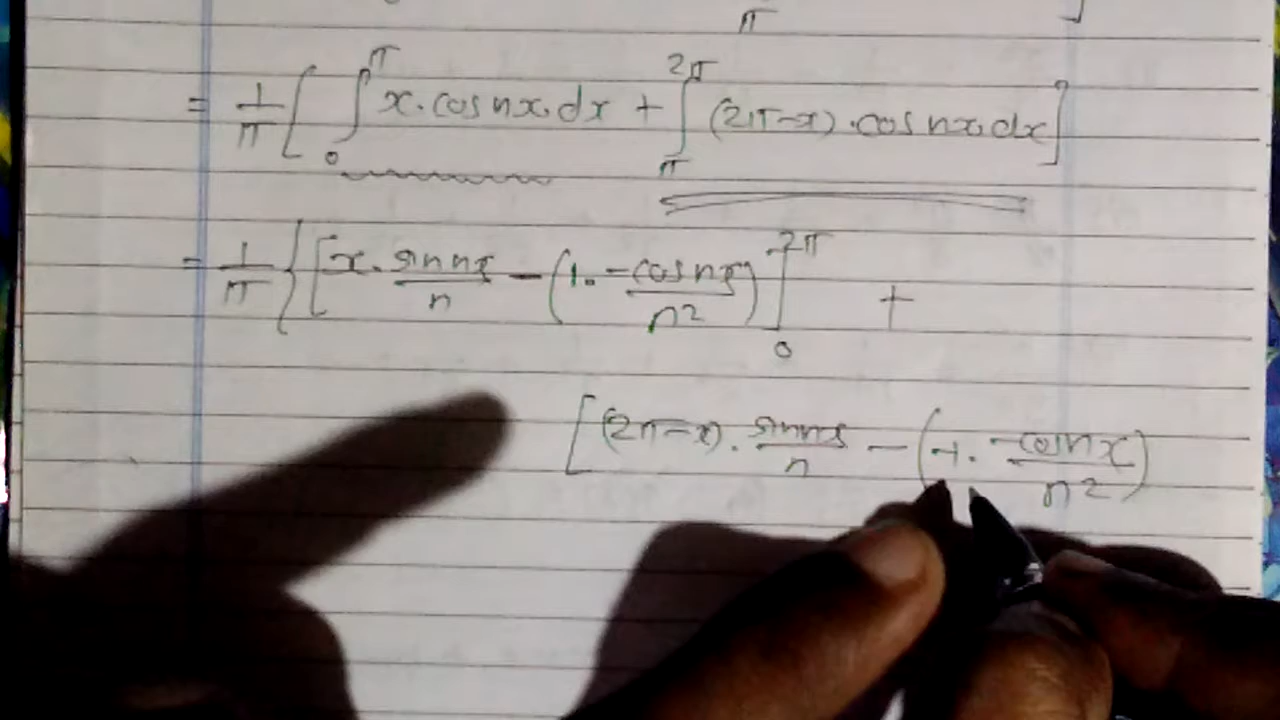 π ]
= 1/π [ ∫₀^π x.cos nx.dx + ∫_π^2π (2π-x).cos nx.dx ]
= 1/π { [ x. sin nx/n - (1. -cos nx/n²) ]₀^2π +
[ (2π-x). sin nx/n - (-1. -cos nx/n²)